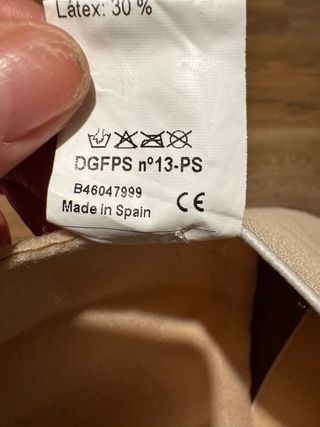 Látex: 30 %
DGFPS nº13-PS
B46047999
Made in Spain CE